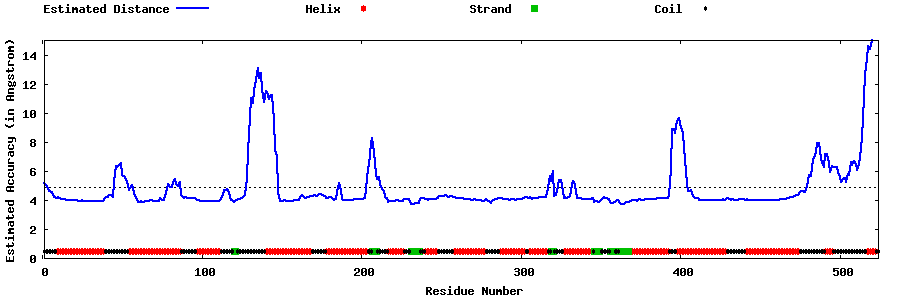 Estimated Distance Helix Strand Coil
Estimated Accuracy (in Angstrom)
14
12
10
8
6
4
2
0
0 100 200 300 400 500
Residue Number